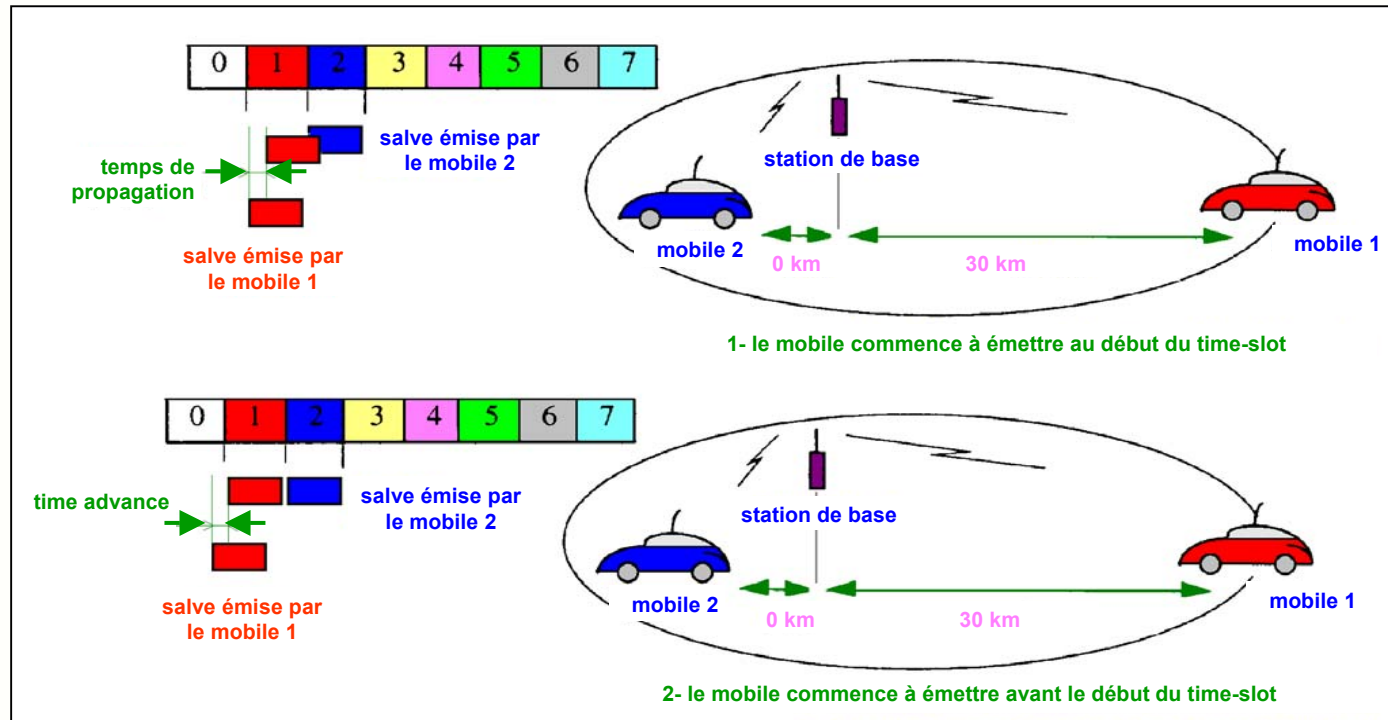 0 1 2 3 4 5 6 7
salve émise par
le mobile 2
temps de
propagation
salve émise par
le mobile 1
station de base
mobile 2
0 km
30 km
mobile 1
1- le mobile commence à émettre au début du time-slot
0 1 2 3 4 5 6 7
time advance
salve émise par
le mobile 2
salve émise par
le mobile 1
station de base
mobile 2
0 km
30 km
mobile 1
2- le mobile commence à émettre avant le début du time-slot